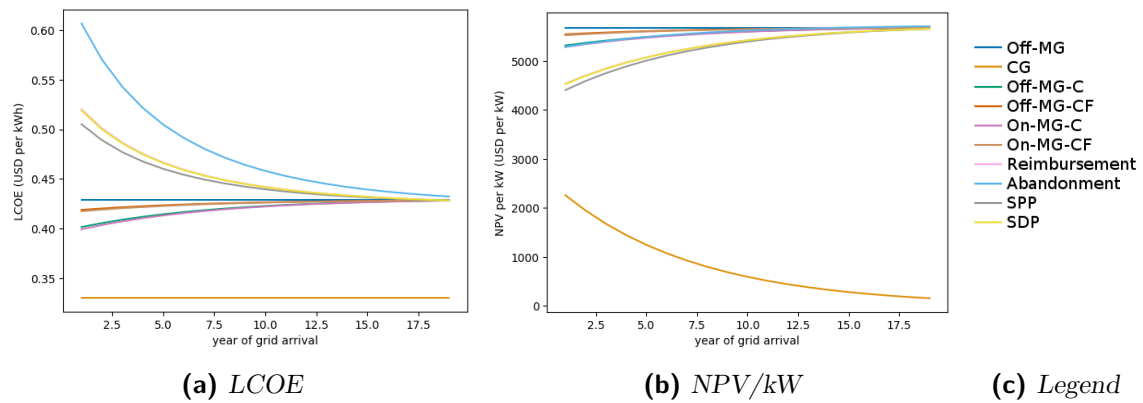 0.60
0.55
0.50
0.45
0.40
0.35
LCOE (USD per kWh)
2.5 5.0 7.5 10.0 12.5 15.0 17.5
year of grid arrival
(a) LCOE
5000
4000
3000
2000
1000
0
NPV per kW (USD per kW)
2.5 5.0 7.5 10.0 12.5 15.0 17.5
year of grid arrival
(b) NPV/kW
Off-MG
CG
Off-MG-C
Off-MG-CF
On-MG-C
On-MG-CF
Reimbursement
Abandonment
SPP
SDP
(c) Legend